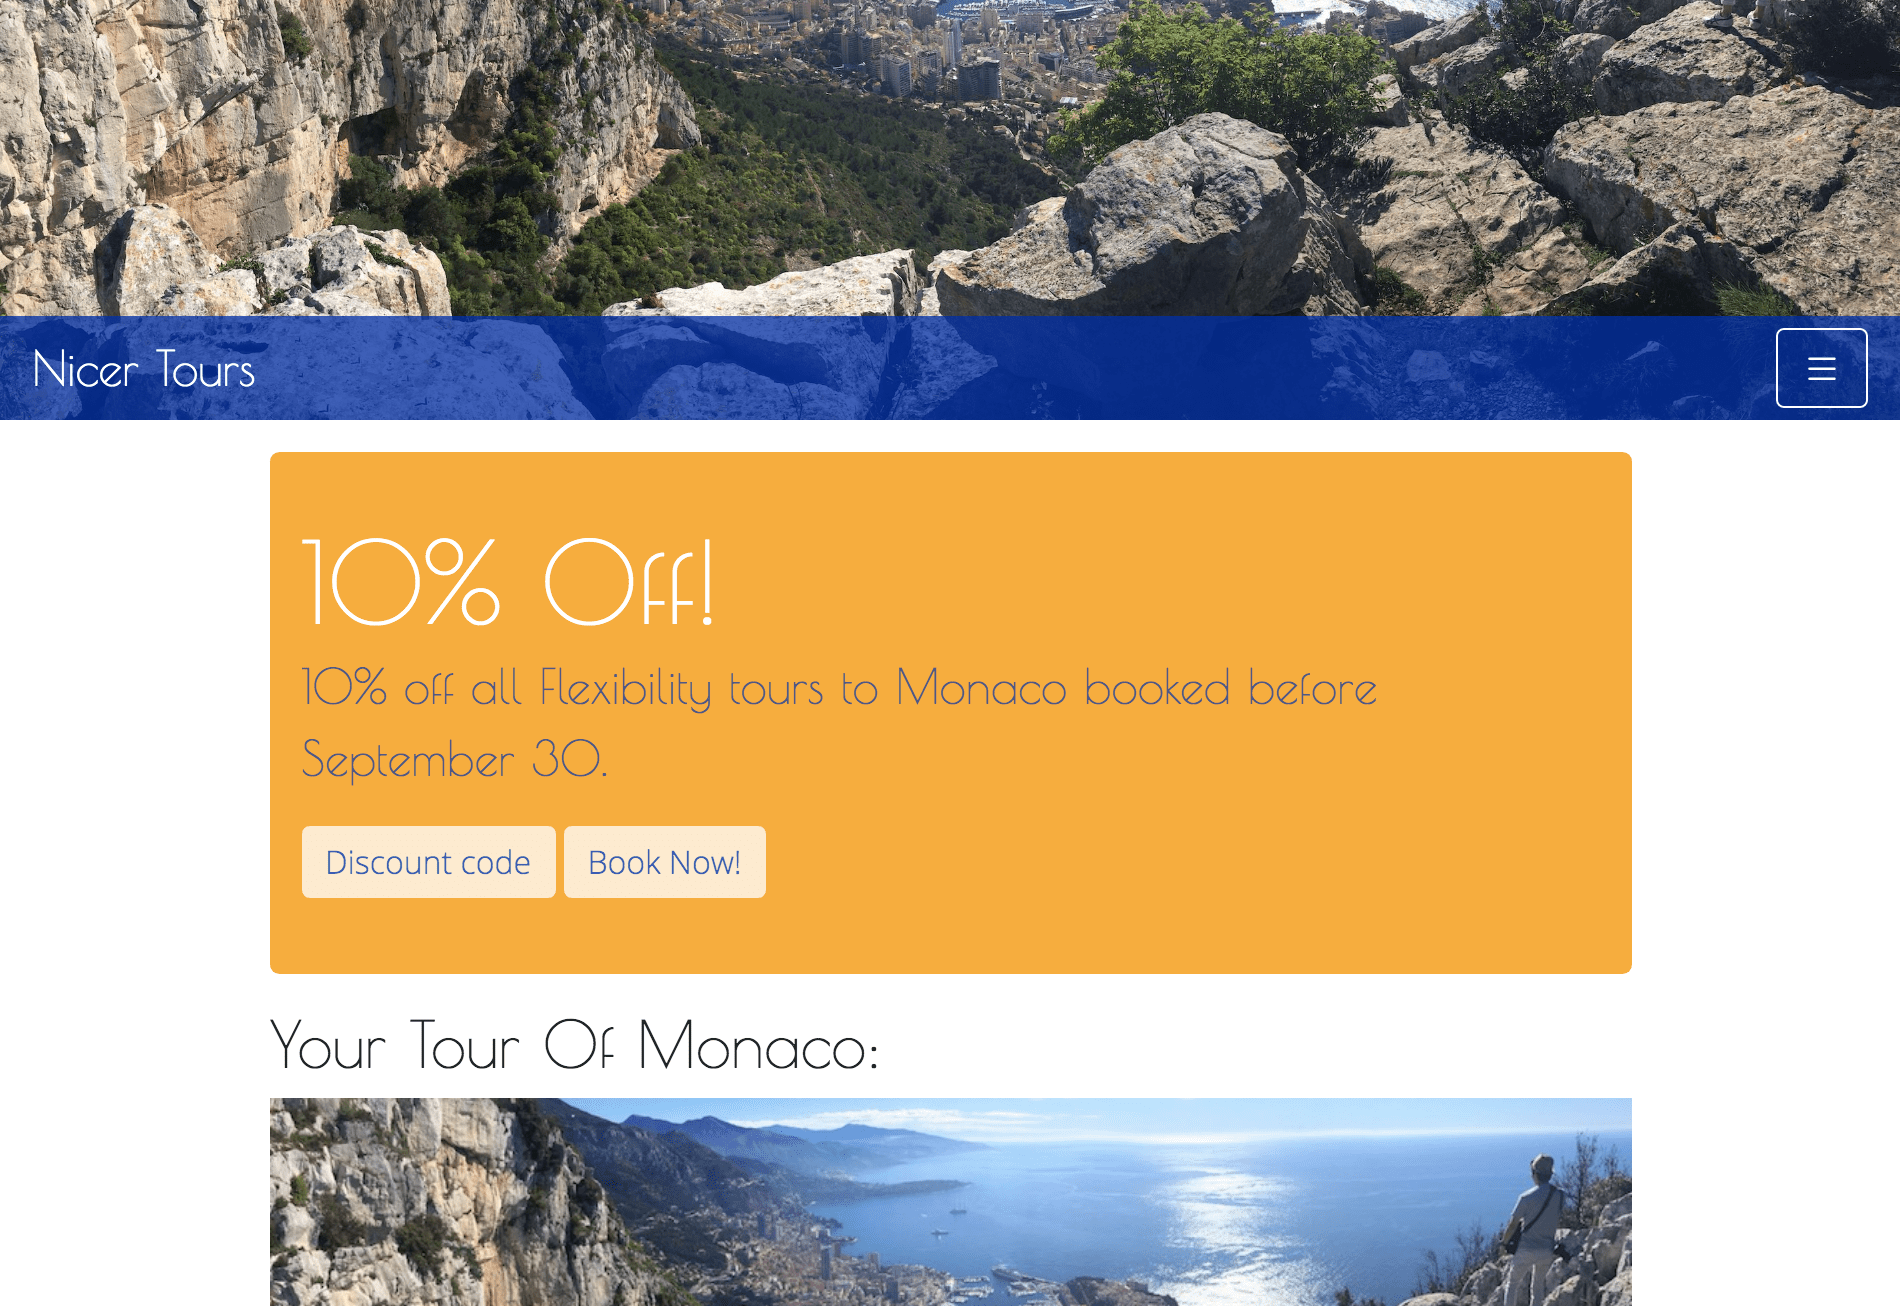 Nicer Tours
10% Off!
10% off all Flexibility tours to Monaco booked before
September 30.
Discount code
Book Now!
Your Tour Of Monaco: